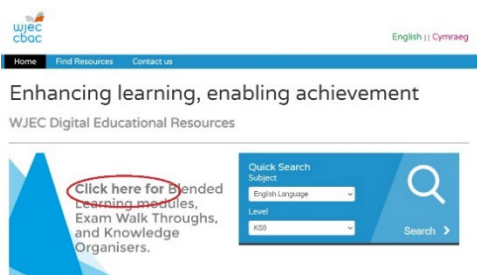 wjec
cbac
English || Cymraeg
Home Find Resources Contact us
Enhancing learning, enabling achievement
WJEC Digital Educational Resources
Click here for Blended
Learning modules,
Exam Walk Throughs,
and Knowledge
Organisers.
Quick Search
Subject
English Language
Level
KS5
Search >